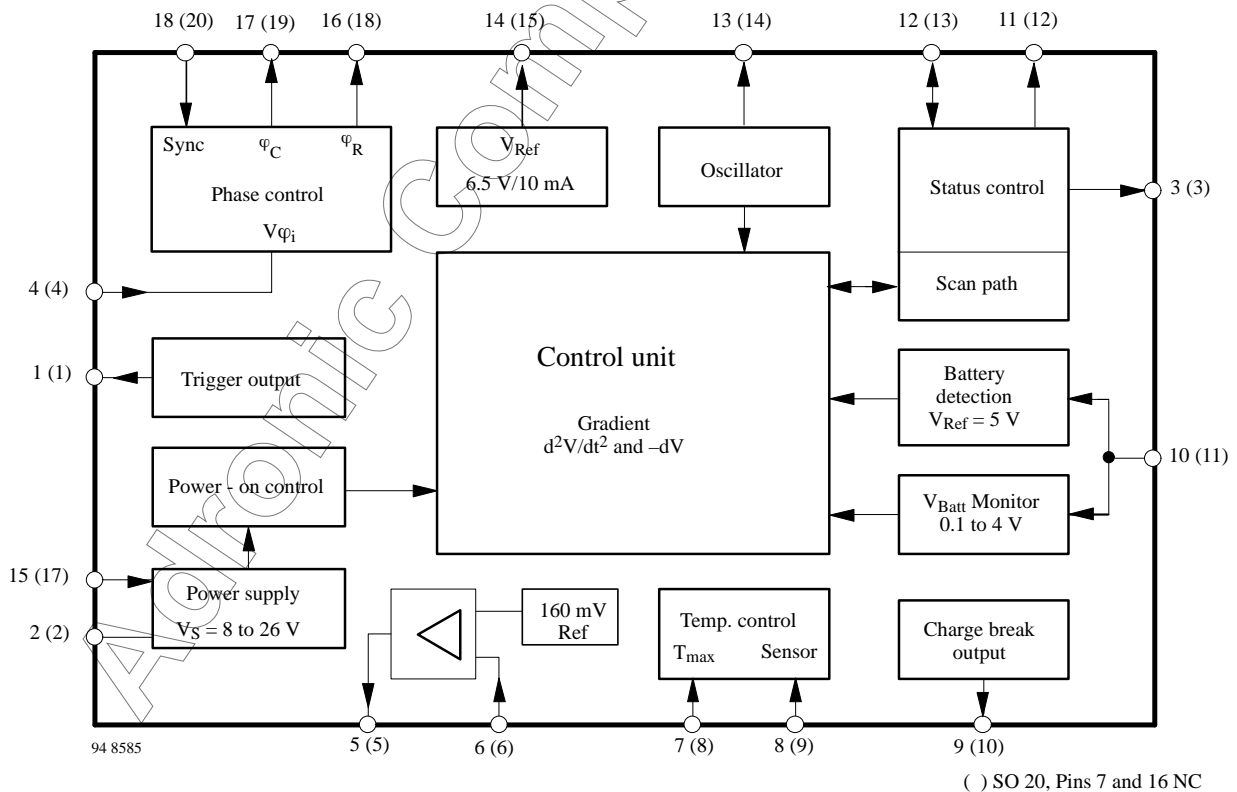 18 (20)
17 (19)
16 (18)
14 (15)
13 (14)
12 (13)
11 (12)
Sync
φC
φR
Phase control
Vφi
VRef
6.5 V/10 mA
Oscillator
Status control
Scan path
3 (3)
4 (4)
Control unit
Gradient
d²V/dt² and –dV
1 (1)
Trigger output
Battery
detection
VRef = 5 V
10 (11)
Power - on control
VBatt Monitor
0.1 to 4 V
15 (17)
Power supply
VS = 8 to 26 V
2 (2)
160 mV
Ref
Temp. control
Tmax Sensor
Charge break
output
94 8585
5 (5)
6 (6)
7 (8)
8 (9)
9 (10)
( ) SO 20, Pins 7 and 16 NC